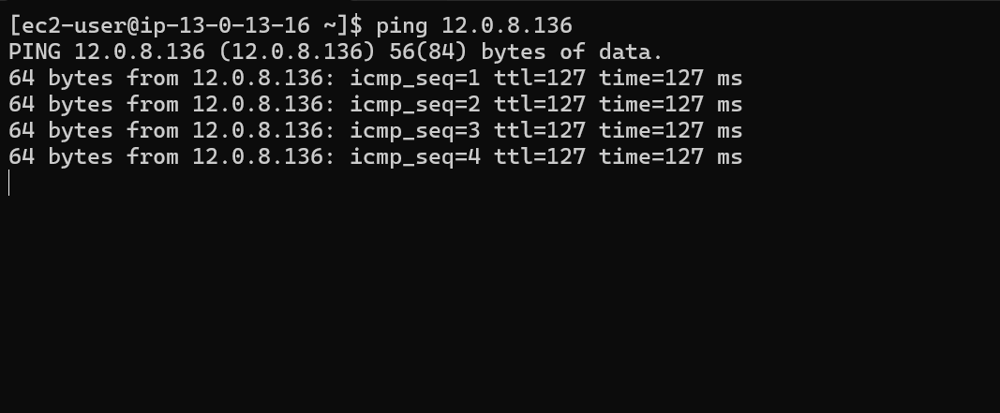 [ec2-user@ip-13-0-13-16 ~]$ ping 12.0.8.136
PING 12.0.8.136 (12.0.8.136) 56(84) bytes of data.
64 bytes from 12.0.8.136: icmp_seq=1 ttl=127 time=127 ms
64 bytes from 12.0.8.136: icmp_seq=2 ttl=127 time=127 ms
64 bytes from 12.0.8.136: icmp_seq=3 ttl=127 time=127 ms
64 bytes from 12.0.8.136: icmp_seq=4 ttl=127 time=127 ms